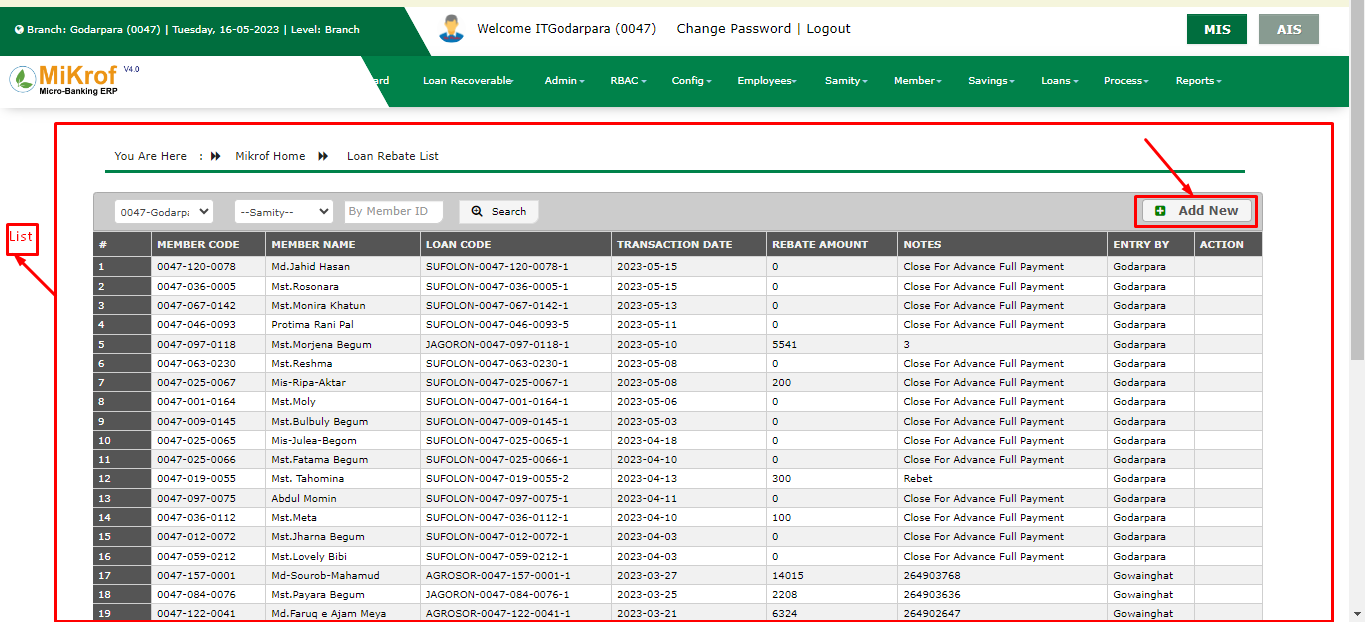 Branch: Godarpara (0047) | Tuesday, 16-05-2023 | Level: Branch
Welcome ITGodarpara (0047) Change Password | Logout
MIS AIS
MiKrof V4.0
Micro-Banking ERP
ard Loan Recoverable Admin RBAC Config Employees Samity Member Savings Loans Process Reports
You Are Here : Mikrof Home Loan Rebate List
0047-Godarp --Samity-- By Member ID Search Add New
List
# MEMBER CODE MEMBER NAME LOAN CODE TRANSACTION DATE REBATE AMOUNT NOTES ENTRY BY ACTION
1 0047-120-0078 Md.Jahid Hasan SUFOLON-0047-120-0078-1 2023-05-15 0 Close For Advance Full Payment Godarpara
2 0047-036-0005 Mst.Rosonara SUFOLON-0047-036-0005-1 2023-05-15 0 Close For Advance Full Payment Godarpara
3 0047-067-0142 Mst.Monira Khatun SUFOLON-0047-067-0142-1 2023-05-13 0 Close For Advance Full Payment Godarpara
4 0047-046-0093 Protima Rani Pal SUFOLON-0047-046-0093-5 2023-05-11 0 Close For Advance Full Payment Godarpara
5 0047-097-0118 Mst.Morjena Begum JAGORON-0047-097-0118-1 2023-05-10 5541 3 Godarpara
6 0047-063-0230 Mst.Reshma SUFOLON-0047-063-0230-1 2023-05-08 0 Close For Advance Full Payment Godarpara
7 0047-025-0067 Mis-Ripa-Aktar SUFOLON-0047-025-0067-1 2023-05-08 200 Close For Advance Full Payment Godarpara
8 0047-001-0164 Mst.Moly SUFOLON-0047-001-0164-1 2023-05-06 0 Close For Advance Full Payment Godarpara
9 0047-009-0145 Mst.Bulbuly Begum SUFOLON-0047-009-0145-1 2023-05-03 0 Close For Advance Full Payment Godarpara
10 0047-025-0065 Mis-Julea-Begom SUFOLON-0047-025-0065-1 2023-04-18 0 Close For Advance Full Payment Godarpara
11 0047-025-0066 Mst.Fatama Begum SUFOLON-0047-025-0066-1 2023-04-10 0 Close For Advance Full Payment Godarpara
12 0047-019-0055 Mst. Tahomina SUFOLON-0047-019-0055-2 2023-04-13 300 Rebet Godarpara
13 0047-097-0075 Abdul Momin SUFOLON-0047-097-0075-1 2023-04-11 0 Close For Advance Full Payment Godarpara
14 0047-036-0112 Mst.Meta SUFOLON-0047-036-0112-1 2023-04-10 100 Close For Advance Full Payment Godarpara
15 0047-012-0072 Mst.Jharna Begum SUFOLON-0047-012-0072-1 2023-04-03 0 Close For Advance Full Payment Godarpara
16 0047-059-0212 Mst.Lovely Bibi SUFOLON-0047-059-0212-1 2023-04-03 0 Close For Advance Full Payment Godarpara
17 0047-157-0001 Md-Sourob-Mahamud AGROSOR-0047-157-0001-1 2023-03-27 14015 264903768 Gowainghat
18 0047-084-0076 Mst.Payara Begum JAGORON-0047-084-0076-1 2023-03-25 2208 264903636 Gowainghat
19 0047-122-0041 Md.Faruq e Ajam Meya AGROSOR-0047-122-0041-1 2023-03-21 6324 264902647 Gowainghat